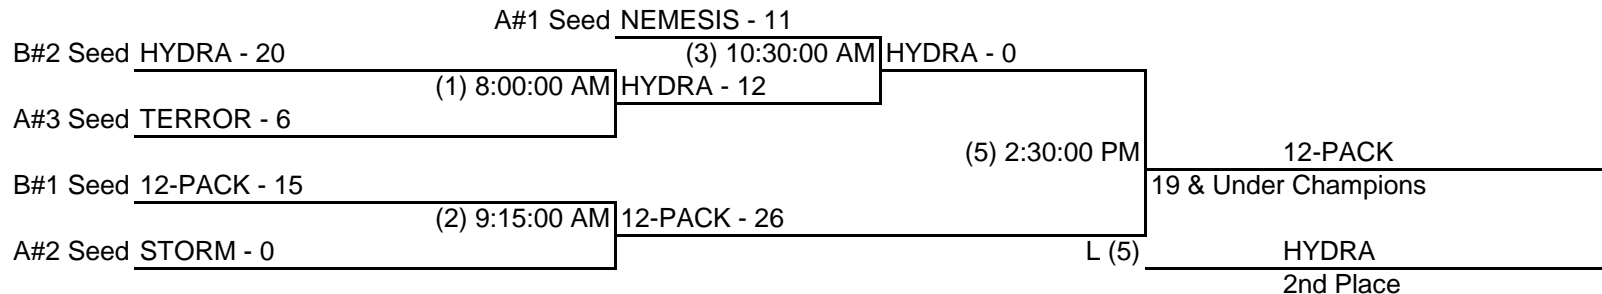 A#1 Seed NEMESIS - 11
B#2 Seed HYDRA - 20
(3) 10:30:00 AM HYDRA - 0
(1) 8:00:00 AM HYDRA - 12
A#3 Seed TERROR - 6
(5) 2:30:00 PM 12-PACK
B#1 Seed 12-PACK - 15
19 & Under Champions
(2) 9:15:00 AM 12-PACK - 26
A#2 Seed STORM - 0
L (5) HYDRA
2nd Place